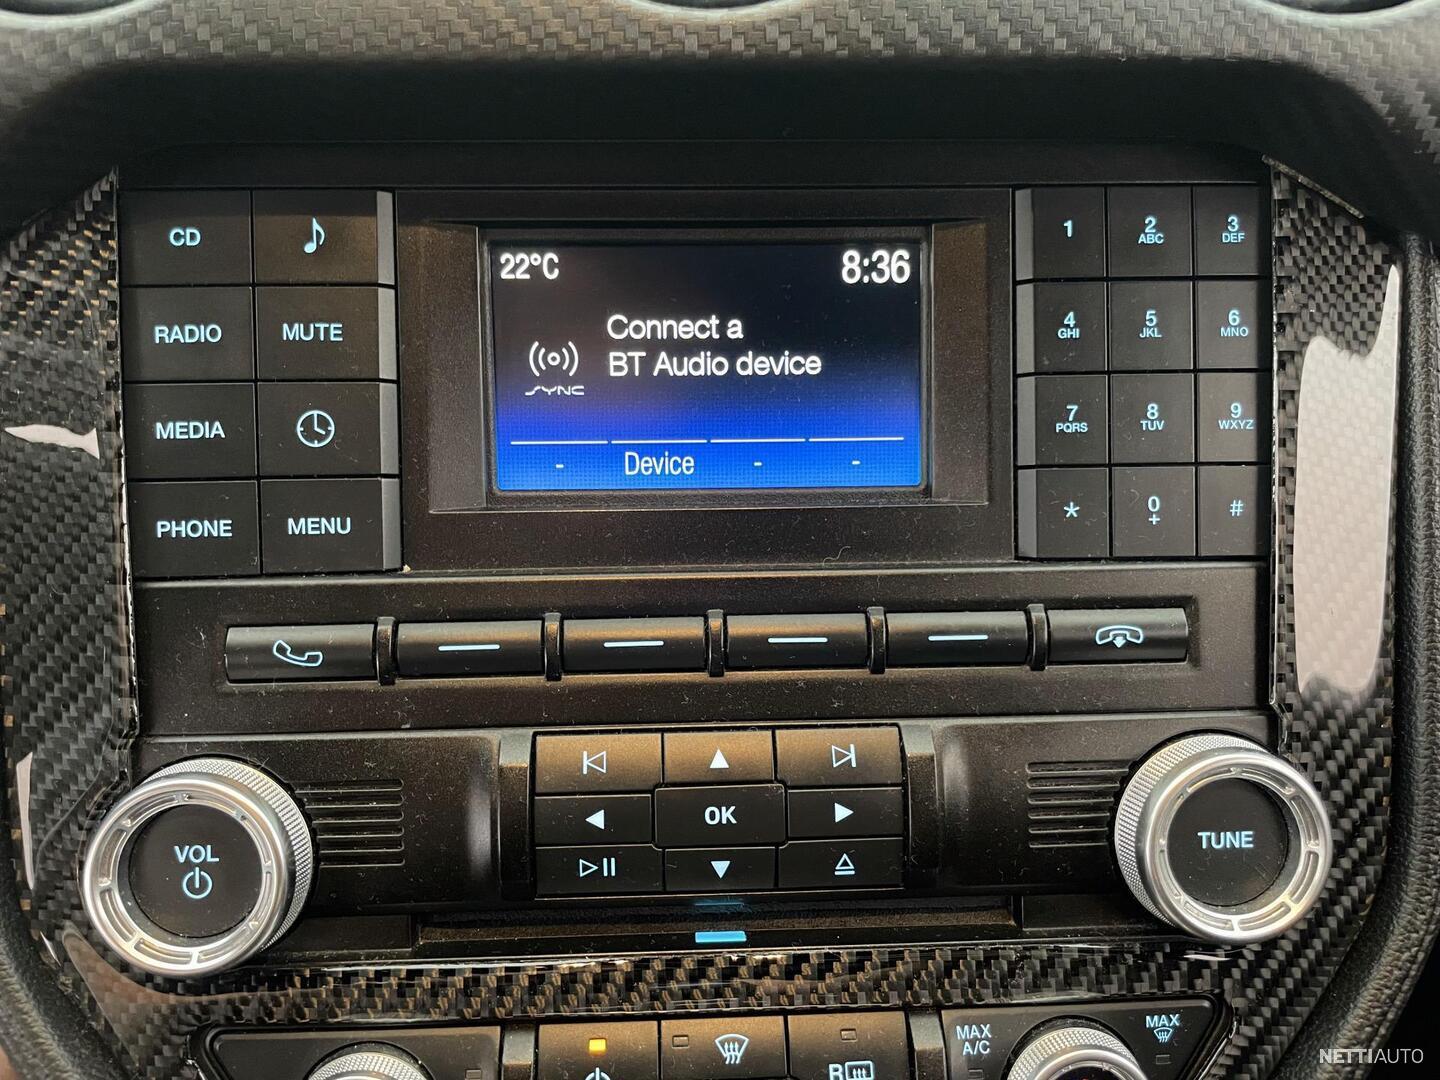 CD
RADIO
MUTE
MEDIA
PHONE
MENU
22°C
8:36
Connect a
BT Audio device
SYNC
- Device - -
1
2
ABC
3
DEF
4
GHI
5
JKL
6
MNO
7
PQRS
8
TUV
9
WXYZ
*
0
+
#
OK
VOL
TUNE
MAX
A/C
MAX
R
NETTIAUTO